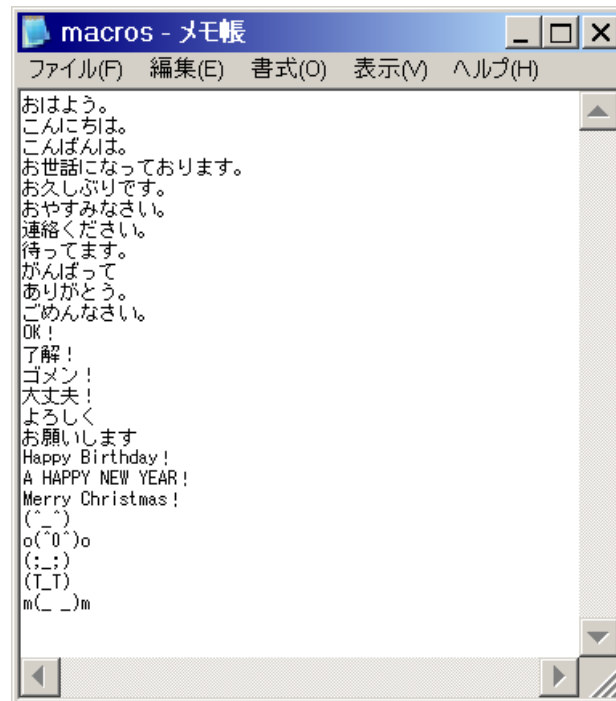 macros - メモ帳
ファイル(F) 編集(E) 書式(O) 表示(V) ヘルプ(H)
おはよう。
こんにちは。
こんばんは。
お世話になっております。
お久しぶりです。
おやすみなさい。
連絡ください。
待ってます。
がんばって
ありがとう。
ごめんなさい。
OK!
了解!
ゴメン!
大丈夫!
よろしく
お願いします
Happy Birthday!
A HAPPY NEW YEAR!
Merry Christmas!
(^_^)
o(^0^)o
(;_;)
(T_T)
m(_ _)m